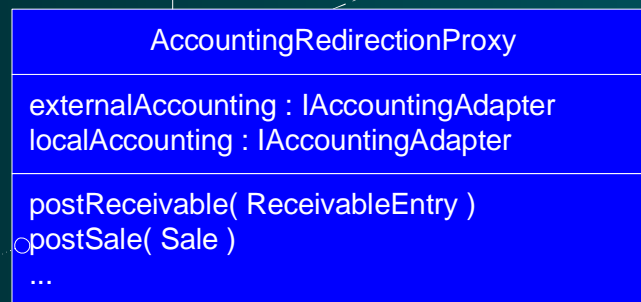 AccountingRedirectionProxy
externalAccounting : IAccountingAdapter
localAccounting : IAccountingAdapter
postReceivable( ReceivableEntry )
postSale( Sale )
...